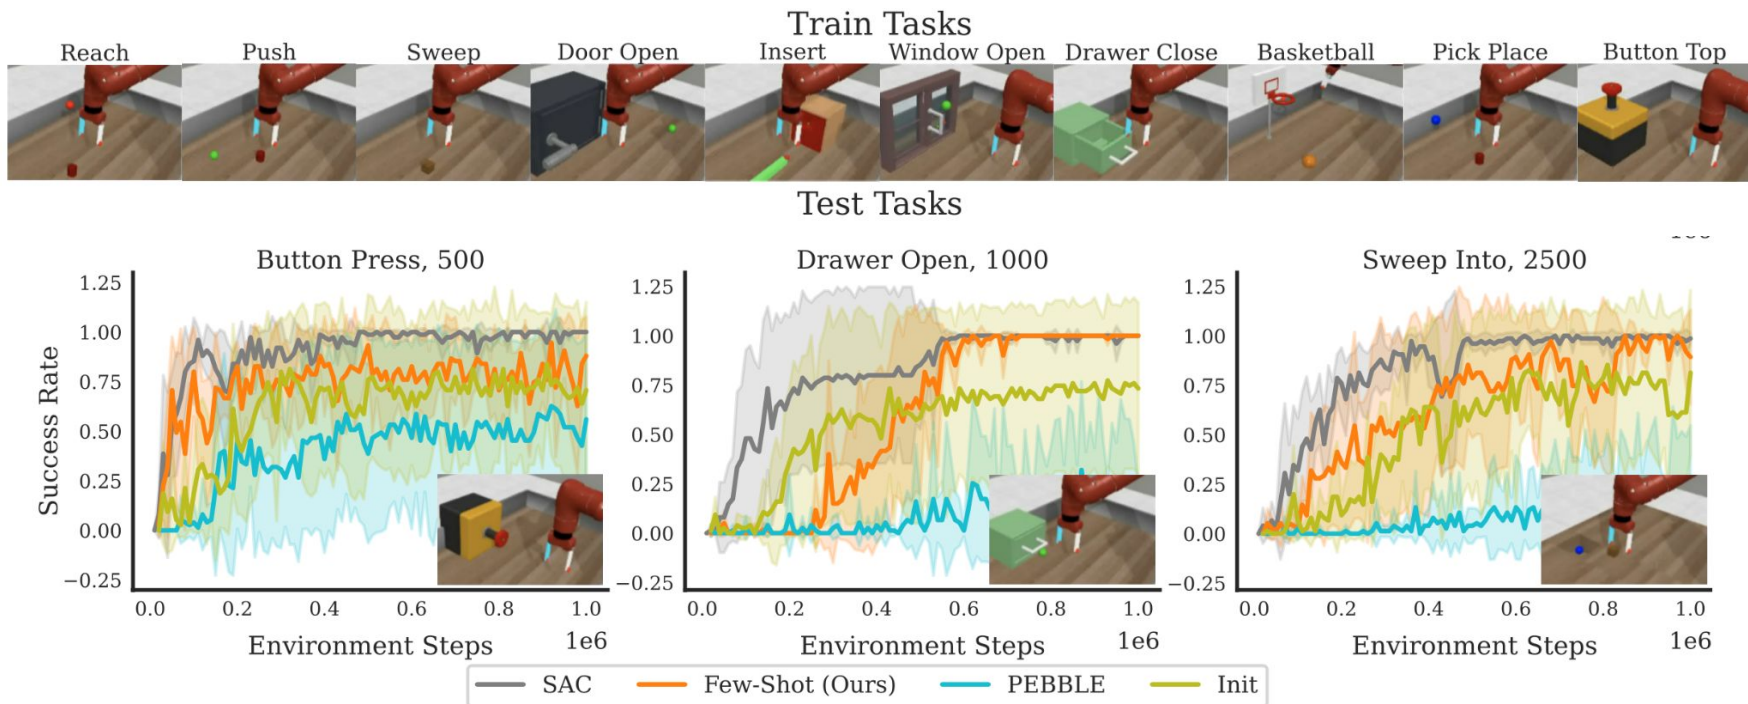 Train Tasks
Reach Push Sweep Door Open Insert Window Open Drawer Close Basketball Pick Place Button Top
Test Tasks
Button Press, 500
Drawer Open, 1000
Sweep Into, 2500
Success Rate
1.25
1.00
0.75
0.50
0.25
0.00
−0.25
0.0 0.2 0.4 0.6 0.8 1.0
Environment Steps 1e6
1.25
1.00
0.75
0.50
0.25
0.00
−0.25
0.0 0.2 0.4 0.6 0.8 1.0
Environment Steps 1e6
1.25
1.00
0.75
0.50
0.25
0.00
−0.25
0.0 0.2 0.4 0.6 0.8 1.0
Environment Steps 1e6
SAC Few-Shot (Ours) PEBBLE Init